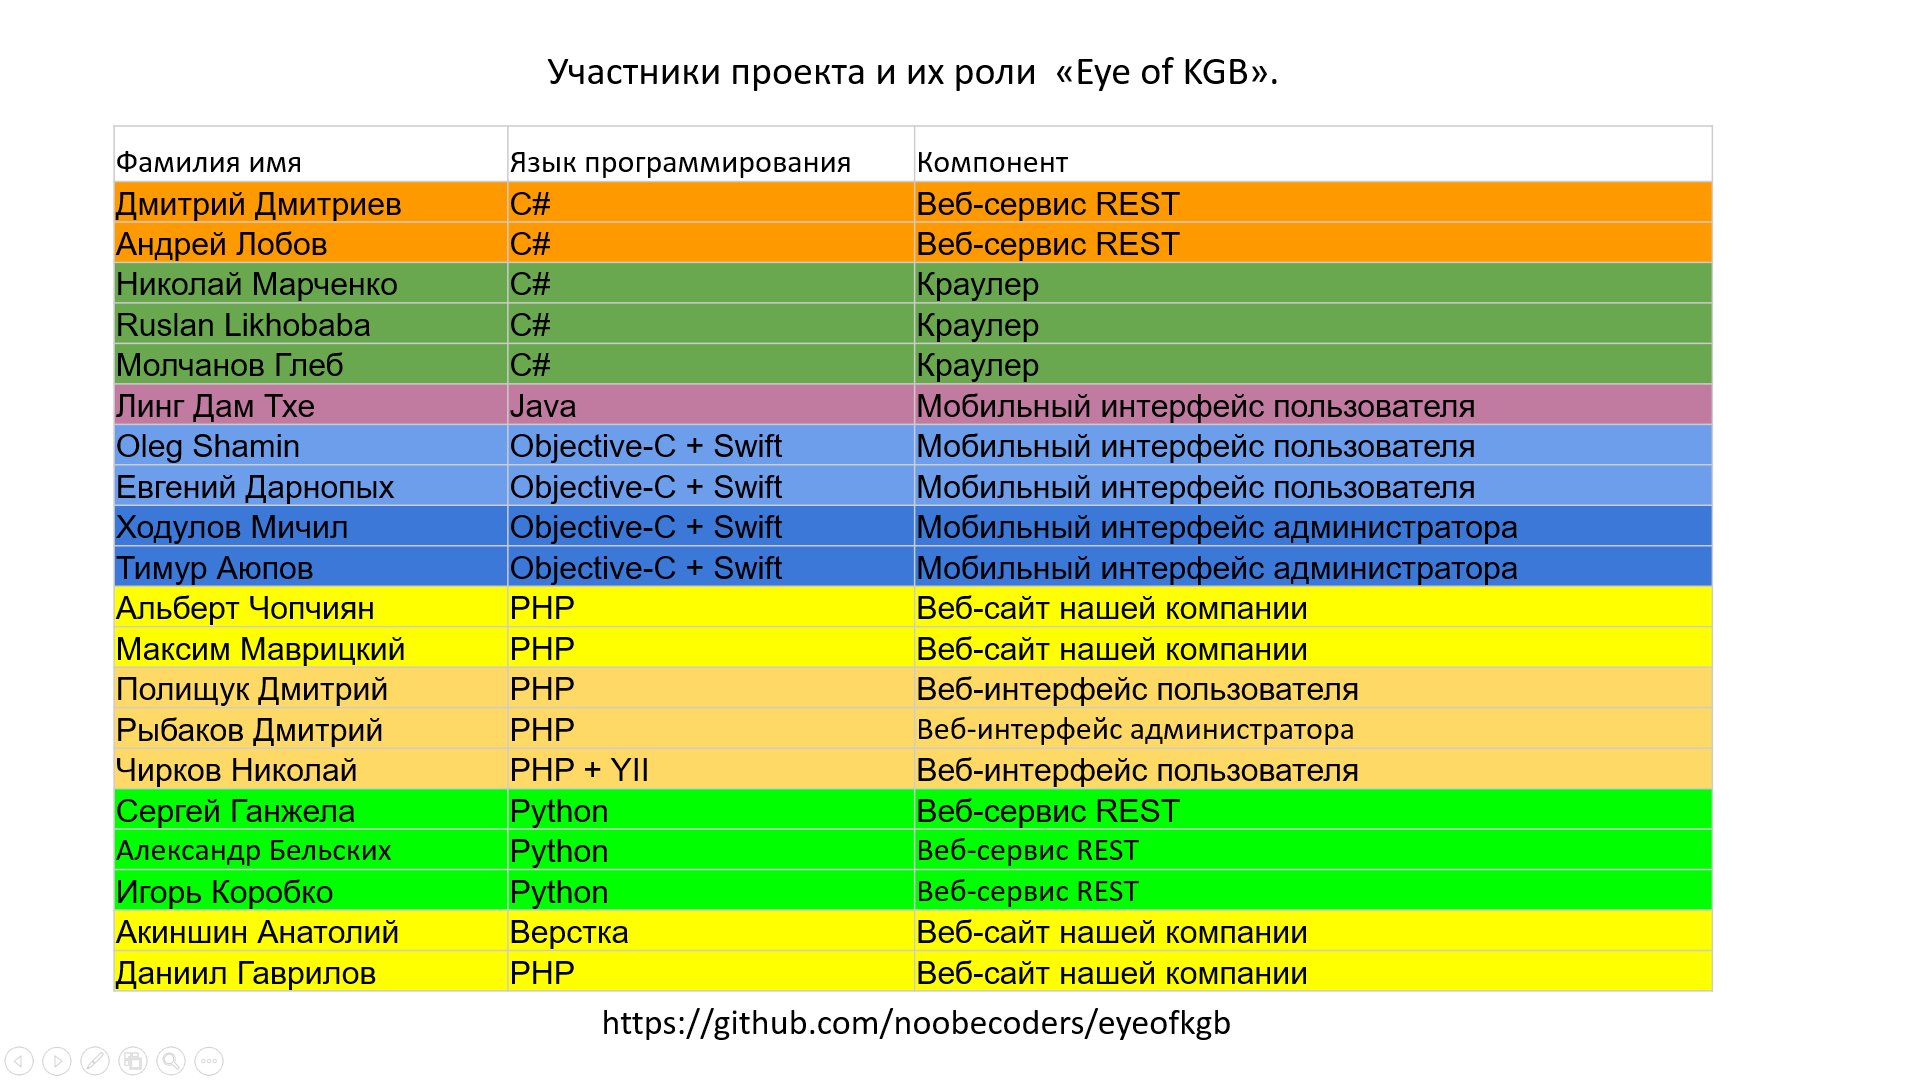 Участники проекта и их роли «Eye of KGB».
Фамилия имя Язык программирования Компонент
Дмитрий Дмитриев C# Веб-сервис REST
Андрей Лобов C# Веб-сервис REST
Николай Марченко C# Краулер
Ruslan Likhobaba C# Краулер
Молчанов Глеб C# Краулер
Линг Дам Тхе Java Мобильный интерфейс пользователя
Oleg Shamin Objective-C + Swift Мобильный интерфейс пользователя
Евгений Дарнопых Objective-C + Swift Мобильный интерфейс пользователя
Ходулов Мичил Objective-C + Swift Мобильный интерфейс администратора
Тимур Аюпов Objective-C + Swift Мобильный интерфейс администратора
Альберт Чопчиян PHP Веб-сайт нашей компании
Максим Маврицкий PHP Веб-сайт нашей компании
Полищук Дмитрий PHP Веб-интерфейс пользователя
Рыбаков Дмитрий PHP Веб-интерфейс администратора
Чирков Николай PHP + YII Веб-интерфейс пользователя
Сергей Ганжела Python Веб-сервис REST
Александр Бельских Python Веб-сервис REST
Игорь Коробко Python Веб-сервис REST
Акиншин Анатолий Верстка Веб-сайт нашей компании
Даниил Гаврилов PHP Веб-сайт нашей компании
https://github.com/noobecoders/eyeofkgb